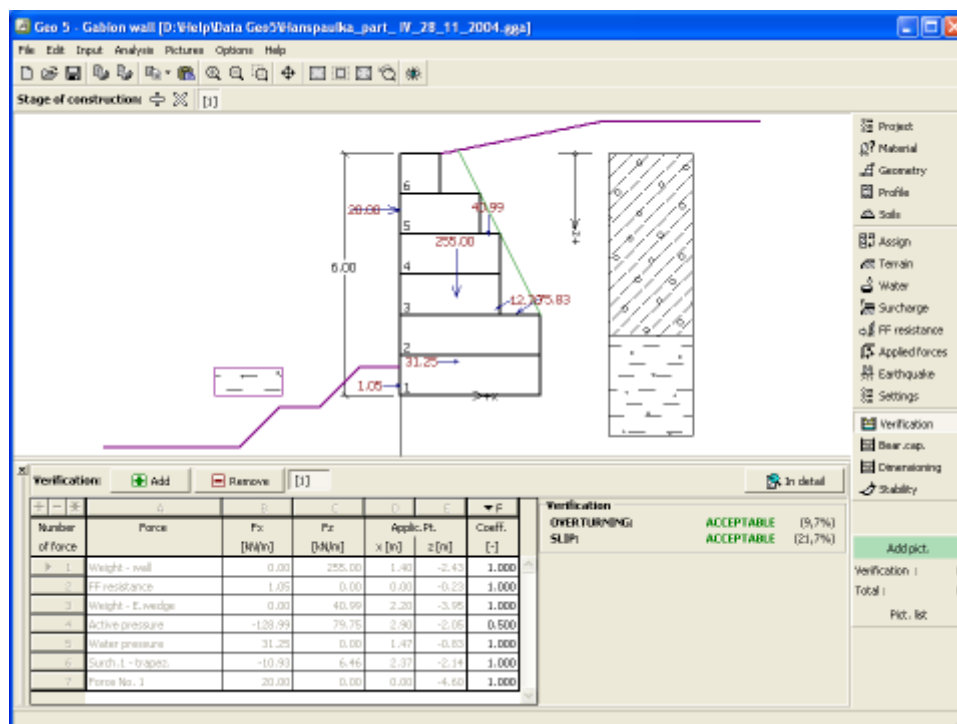 Geo 5 - Gabion wall [D:\Help\Data Geo5\Hanspaulka_part_ IV_28_11_2004.gga]
File Edit Input Analysis Pictures Options Help
Stage of construction: [1]
6.00
20.00
40.99
255.00
31.25
1.05
+x
+z
6
5
4
3
2
1
Project
Material
Geometry
Profile
Soils
Assign
Terrain
Water
Surcharge
FF resistance
Applied forces
Earthquake
Settings
Verification
Bear.cap.
Dimensioning
Stability
Add pict.
Verification :
Total :
Pict. list
Verification: Add Remove [1] In detail
A B C D E F
Number of force Force Fx [kN/m] Fz [kN/m] Applic.Pt. x [m] z [m] Coeff. [-]
1 Weight - wall 0.00 255.00 1.40 -2.43 1.000
2 FF resistance 1.05 0.00 0.00 -0.23 1.000
3 Weight - E.wedge 0.00 40.99 2.20 -3.95 1.000
4 Active pressure -128.99 79.75 2.90 -2.05 0.500
5 Water pressure 31.25 0.00 1.47 -0.83 1.000
6 Surch.1 - trapez. -10.93 6.46 2.37 -2.14 1.000
7 Force No. 1 20.00 0.00 0.00 -4.60 1.000
Verification
OVERTURNING: ACCEPTABLE (9,7%)
SLIP: ACCEPTABLE (21,7%)